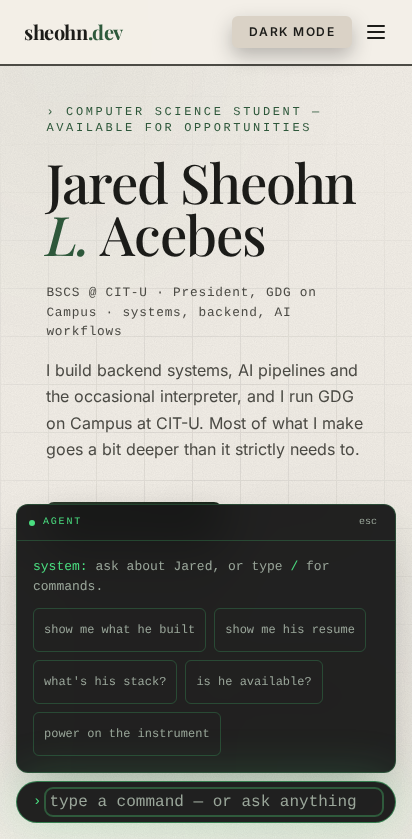 sheohn.dev
DARK MODE
› COMPUTER SCIENCE STUDENT —
AVAILABLE FOR OPPORTUNITIES
Jared Sheohn
L. Acebes
BSCS @ CIT-U · President, GDG on
Campus · systems, backend, AI
workflows
I build backend systems, AI pipelines and
the occasional interpreter, and I run GDG
on Campus at CIT-U. Most of what I make
goes a bit deeper than it strictly needs to.
AGENT
esc
system: ask about Jared, or type / for
commands.
show me what he built
show me his resume
what's his stack?
is he available?
power on the instrument
› type a command — or ask anything